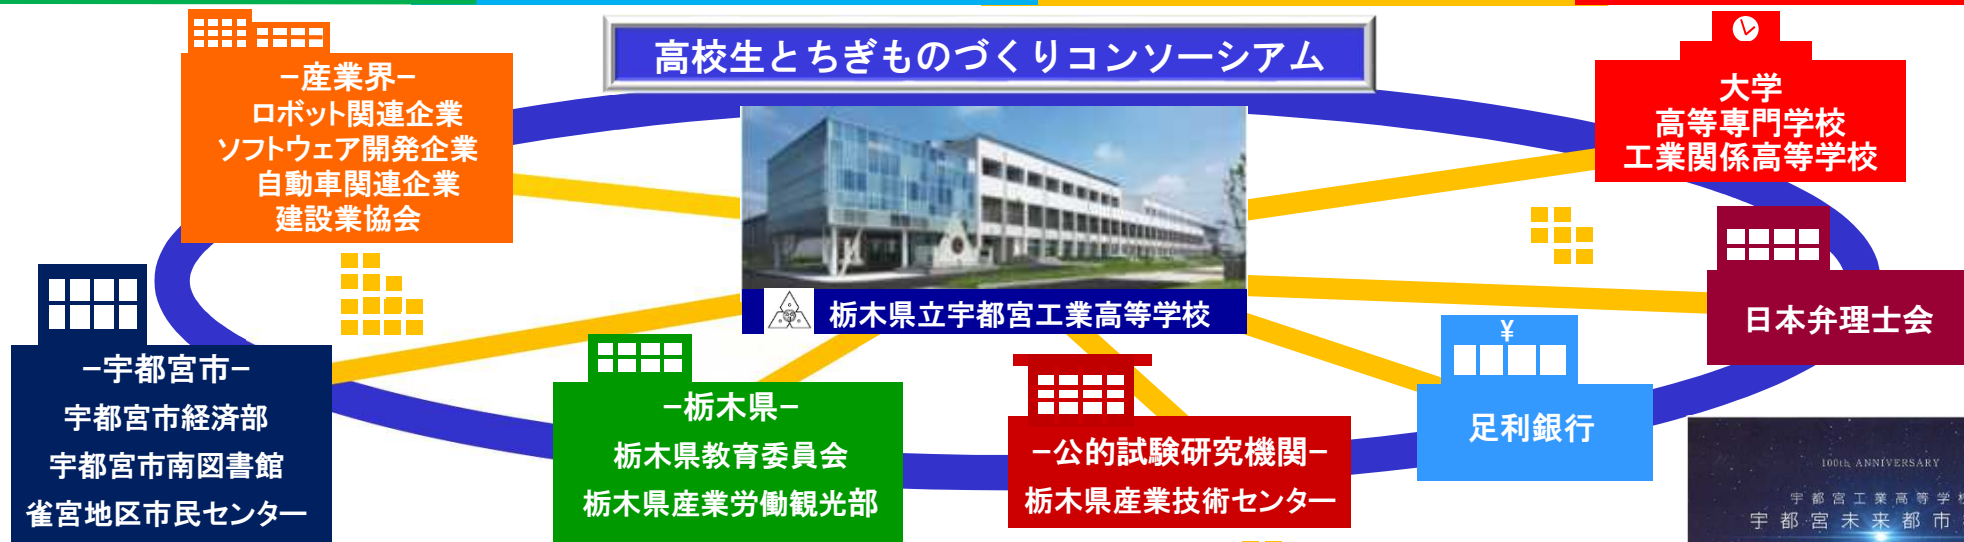 高校生とちぎものづくりコンソーシアム
−産業界−
ロボット関連企業
ソフトウェア開発企業
自動車関連企業
建設業協会
大学
高等専門学校
工業関係高等学校
栃木県立宇都宮工業高等学校
日本弁理士会
¥
足利銀行
−宇都宮市−
宇都宮市経済部
宇都宮市南図書館
雀宮地区市民センター
−栃木県−
栃木県教育委員会
栃木県産業労働観光部
−公的試験研究機関−
栃木県産業技術センター
100th ANNIVERSARY
宇都宮工業高等学校
宇都宮未来都市